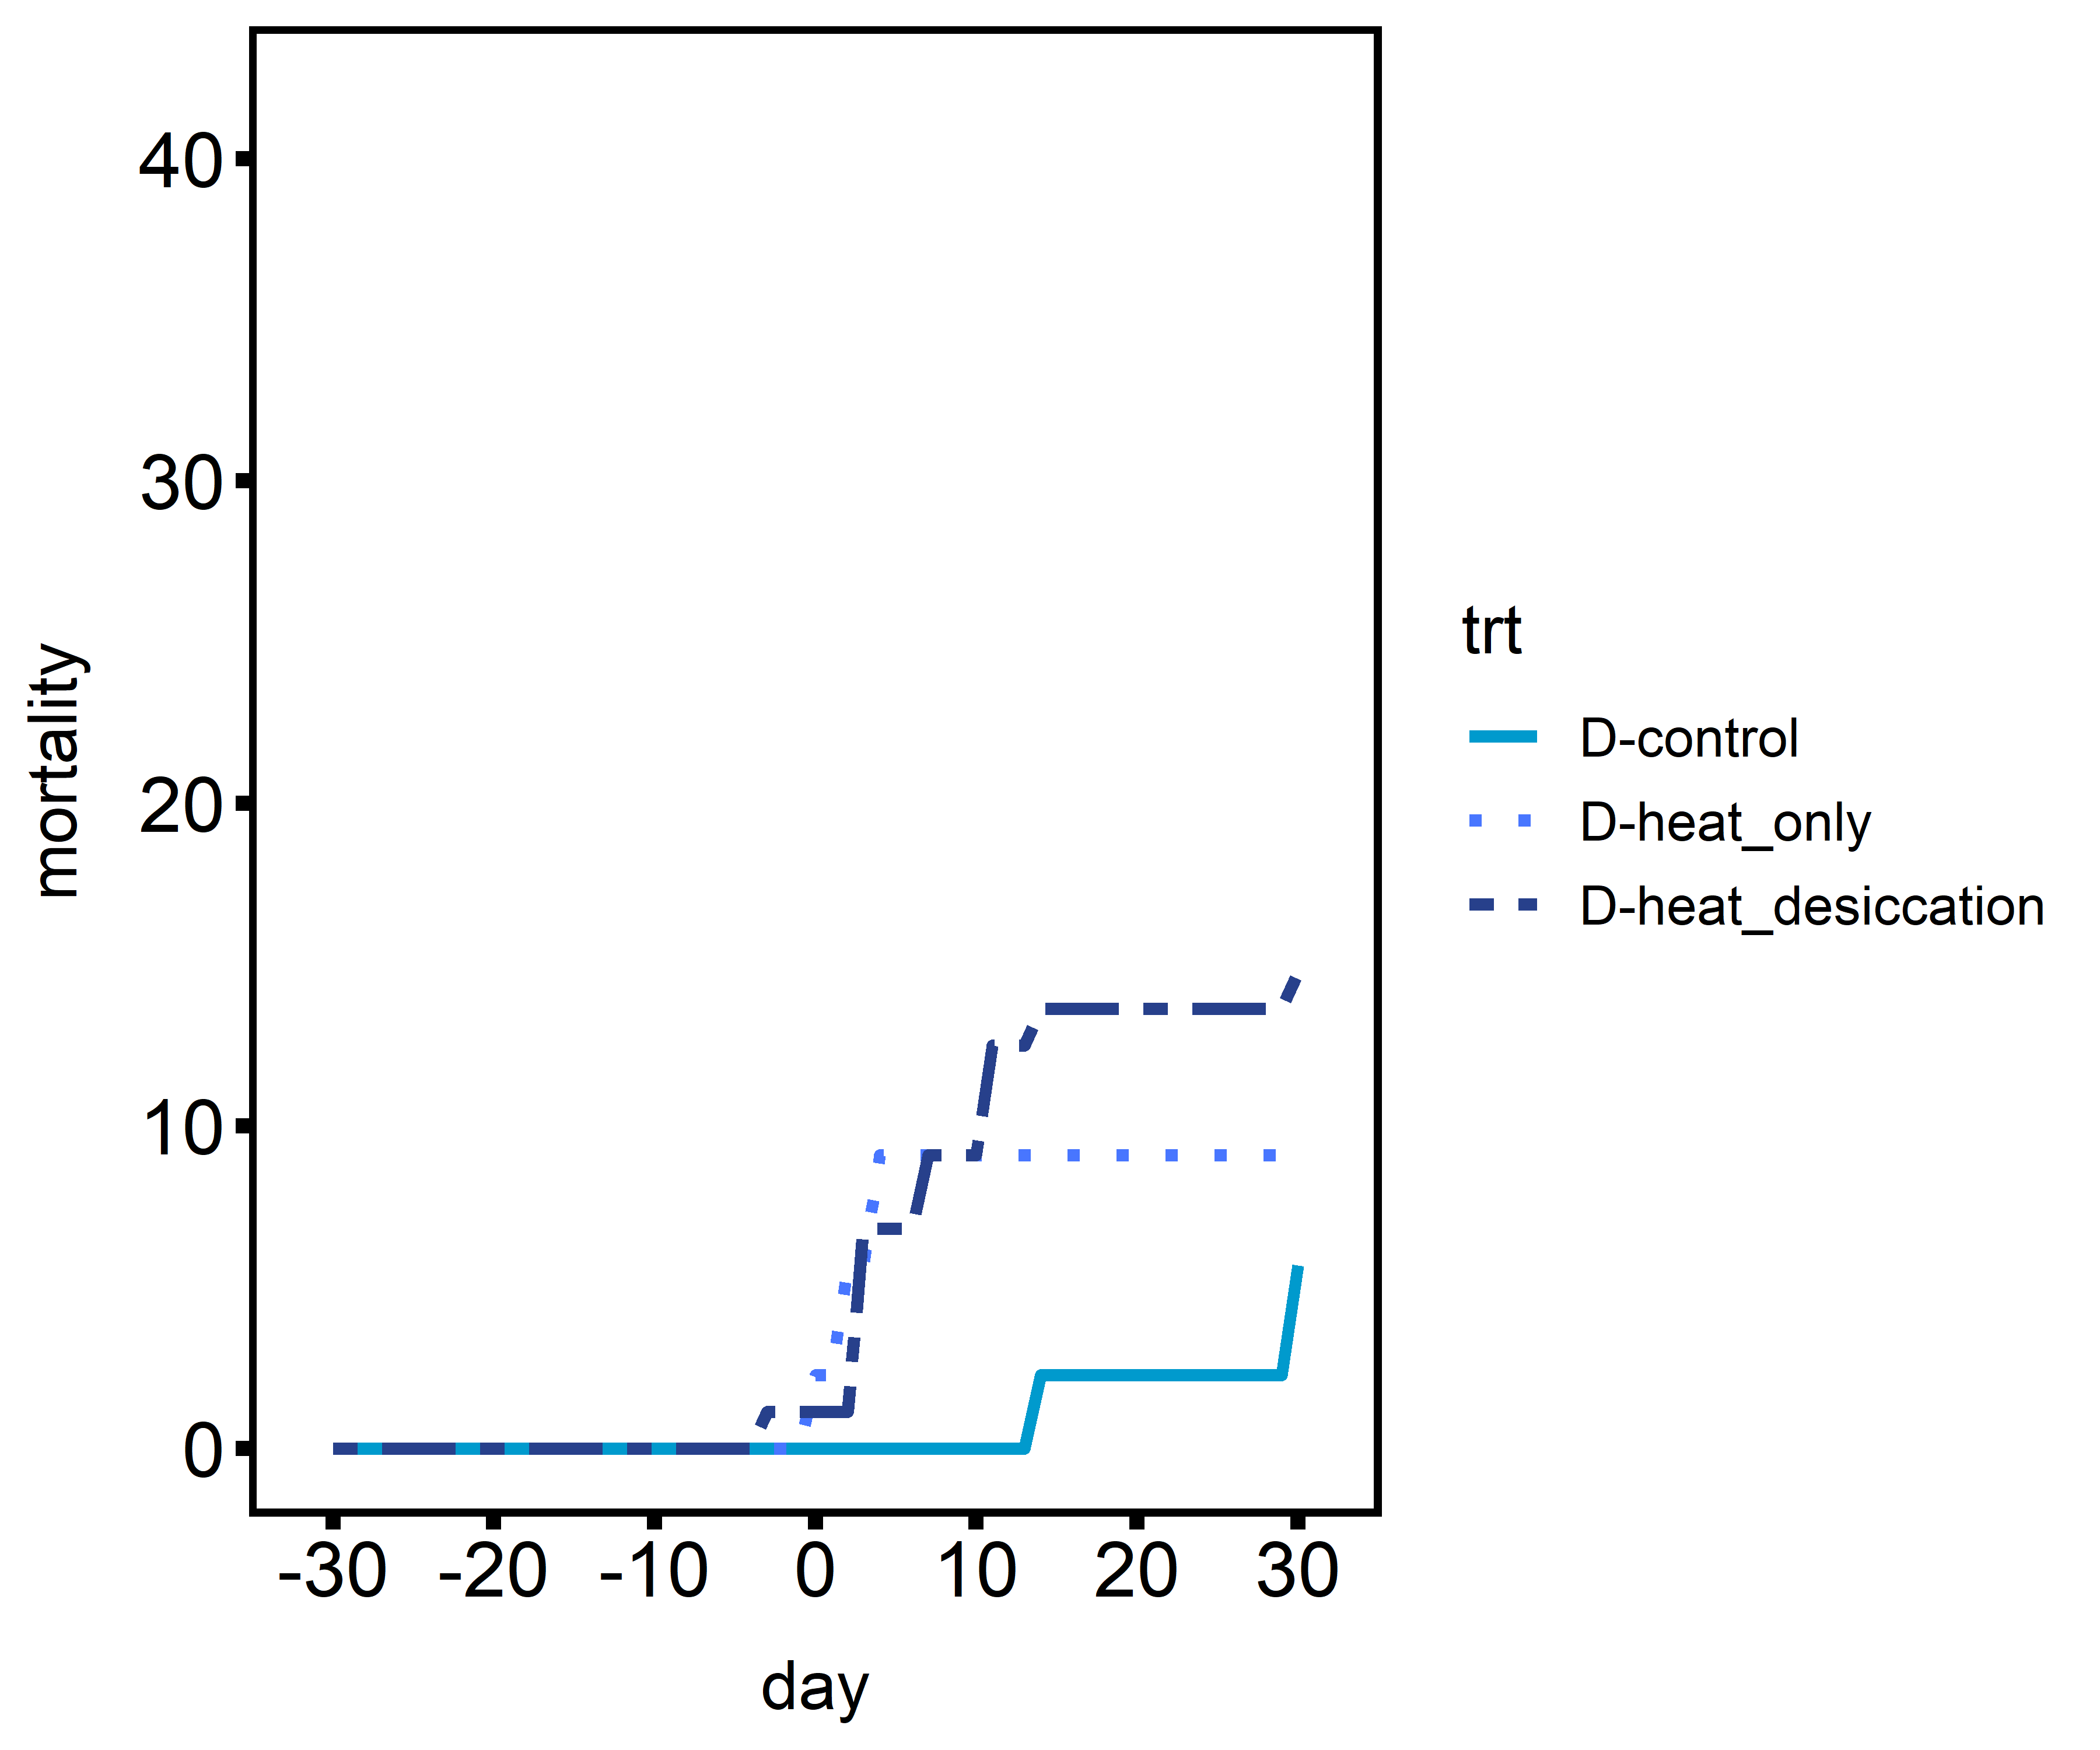 mortality
40
30
20
10
0
-30 -20 -10 0 10 20 30
day
trt
D-control
D-heat_only
D-heat_desiccation